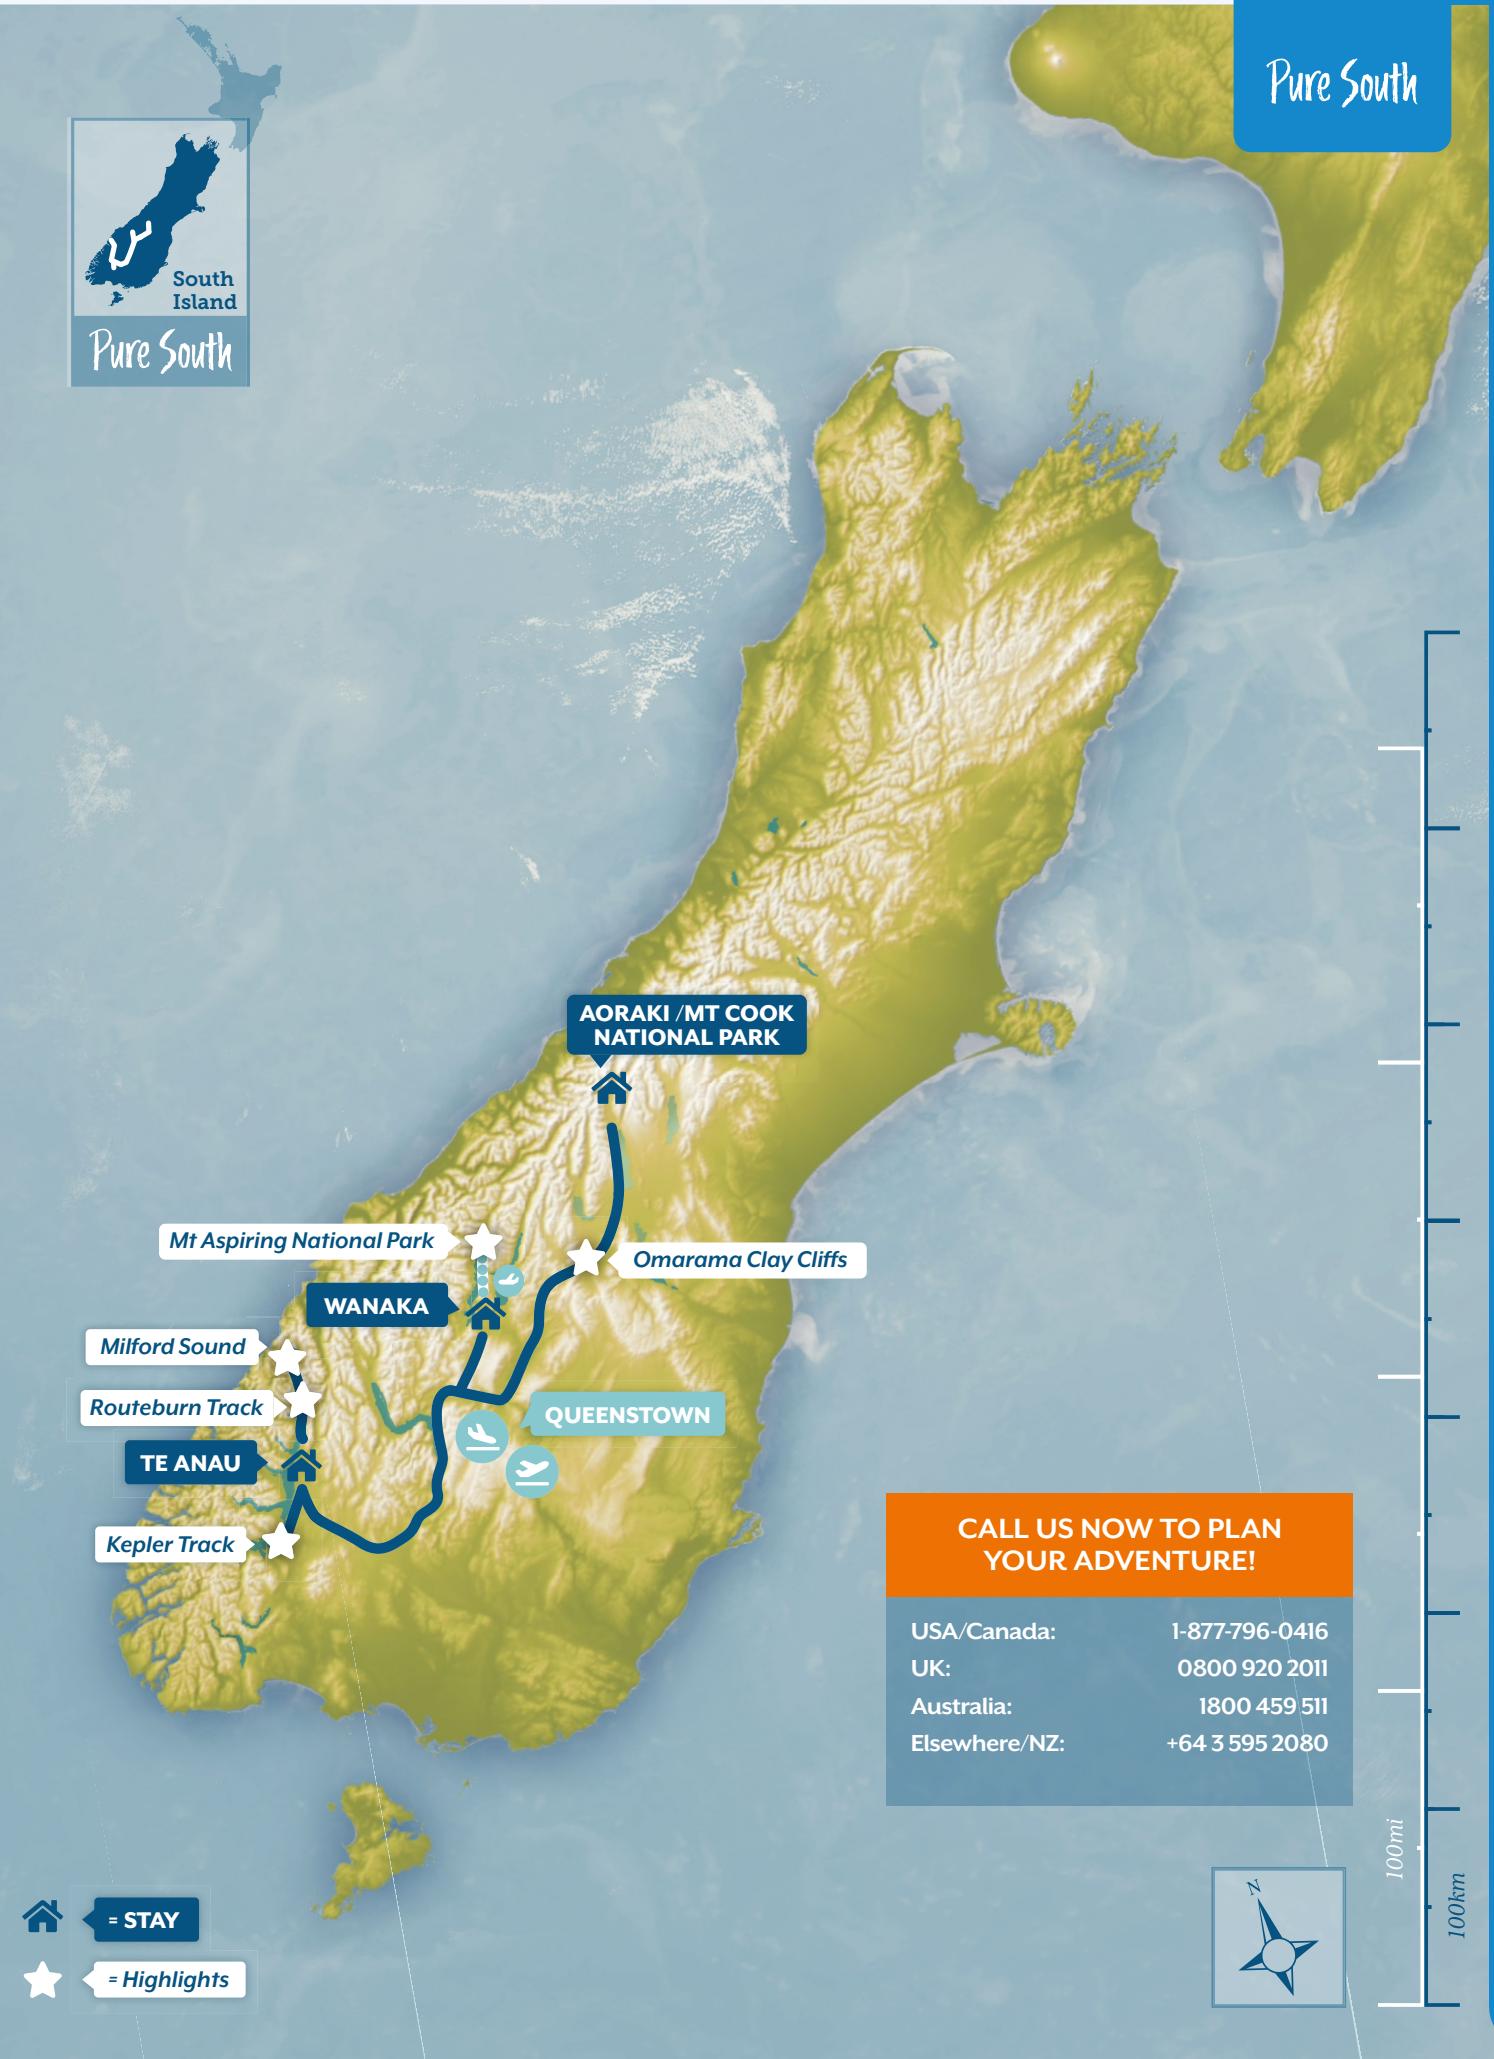 Pure South
South
Island
Pure South
AORAKI /MT COOK
NATIONAL PARK
Mt Aspiring National Park
Omarama Clay Cliffs
WANAKA
Milford Sound
Routeburn Track
QUEENSTOWN
TE ANAU
Kepler Track
CALL US NOW TO PLAN
YOUR ADVENTURE!
USA/Canada: 1-877-796-0416
UK: 0800 920 2011
Australia: 1800 459 511
Elsewhere/NZ: +64 3 595 2080
100mi
100km
N
= STAY
= Highlights